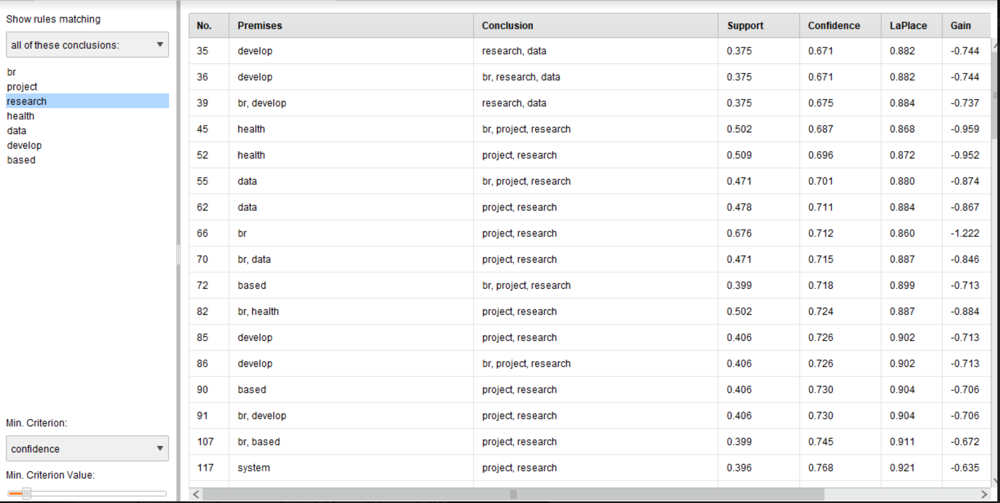 Show rules matching
all of these conclusions:
br
project
research
health
data
develop
based
Min. Criterion:
confidence
Min. Criterion Value:
No. Premises Conclusion Support Confidence LaPlace Gain
35 develop research, data 0.375 0.671 0.882 -0.744
36 develop br, research, data 0.375 0.671 0.882 -0.744
39 br, develop research, data 0.375 0.675 0.884 -0.737
45 health br, project, research 0.502 0.687 0.868 -0.959
52 health project, research 0.509 0.696 0.872 -0.952
55 data br, project, research 0.471 0.701 0.880 -0.874
62 data project, research 0.478 0.711 0.884 -0.867
66 br project, research 0.676 0.712 0.860 -1.222
70 br, data project, research 0.471 0.715 0.887 -0.846
72 based br, project, research 0.399 0.718 0.899 -0.713
82 br, health project, research 0.502 0.724 0.887 -0.884
85 develop project, research 0.406 0.726 0.902 -0.713
86 develop br, project, research 0.406 0.726 0.902 -0.713
90 based project, research 0.406 0.730 0.904 -0.706
91 br, develop project, research 0.406 0.730 0.904 -0.706
107 br, based project, research 0.399 0.745 0.911 -0.672
117 system project, research 0.396 0.768 0.921 -0.635